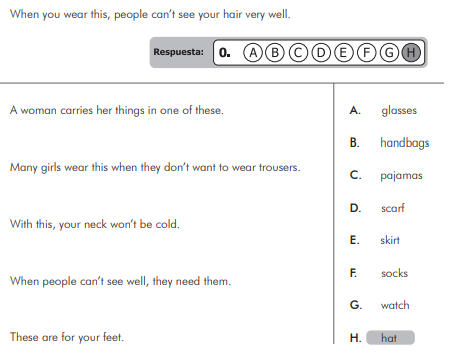 When you wear this, people can't see your hair very well.
Respuesta: 0. A B C D E F G H
A woman carries her things in one of these.
Many girls wear this when they don't want to wear trousers.
With this, your neck won't be cold.
When people can't see well, they need them.
These are for your feet.
A. glasses
B. handbags
C. pajamas
D. scarf
E. skirt
F. socks
G. watch
H. hat